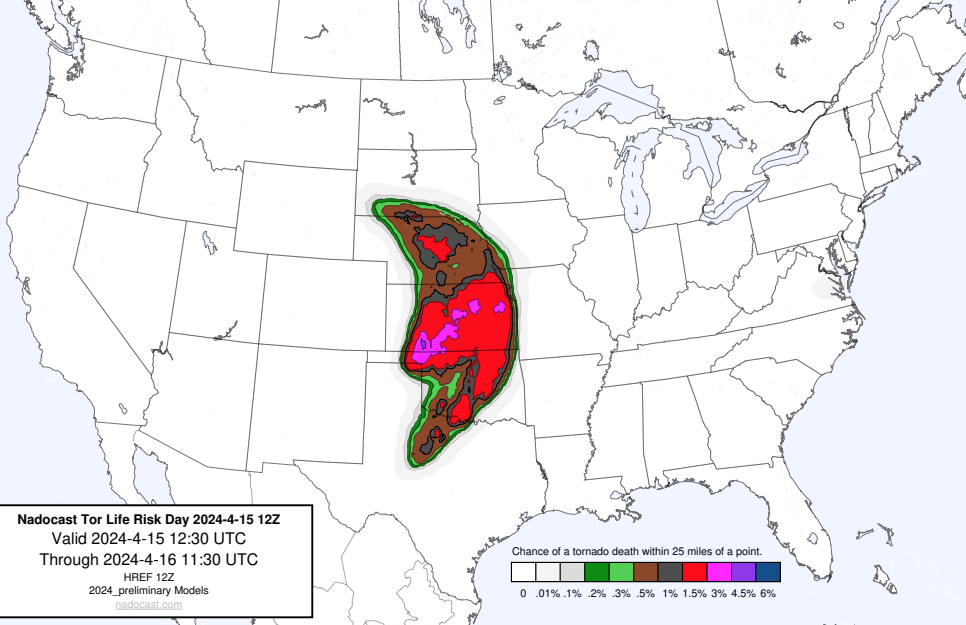 Nadocast Tor Life Risk Day 2024-4-15 12Z
Valid 2024-4-15 12:30 UTC
Through 2024-4-16 11:30 UTC
HREF 12Z
2024_preliminary Models
nadocast.com
Chance of a tornado death within 25 miles of a point.
0 .01% .1% .2% .3% .5% 1% 1.5% 3% 4.5% 6%